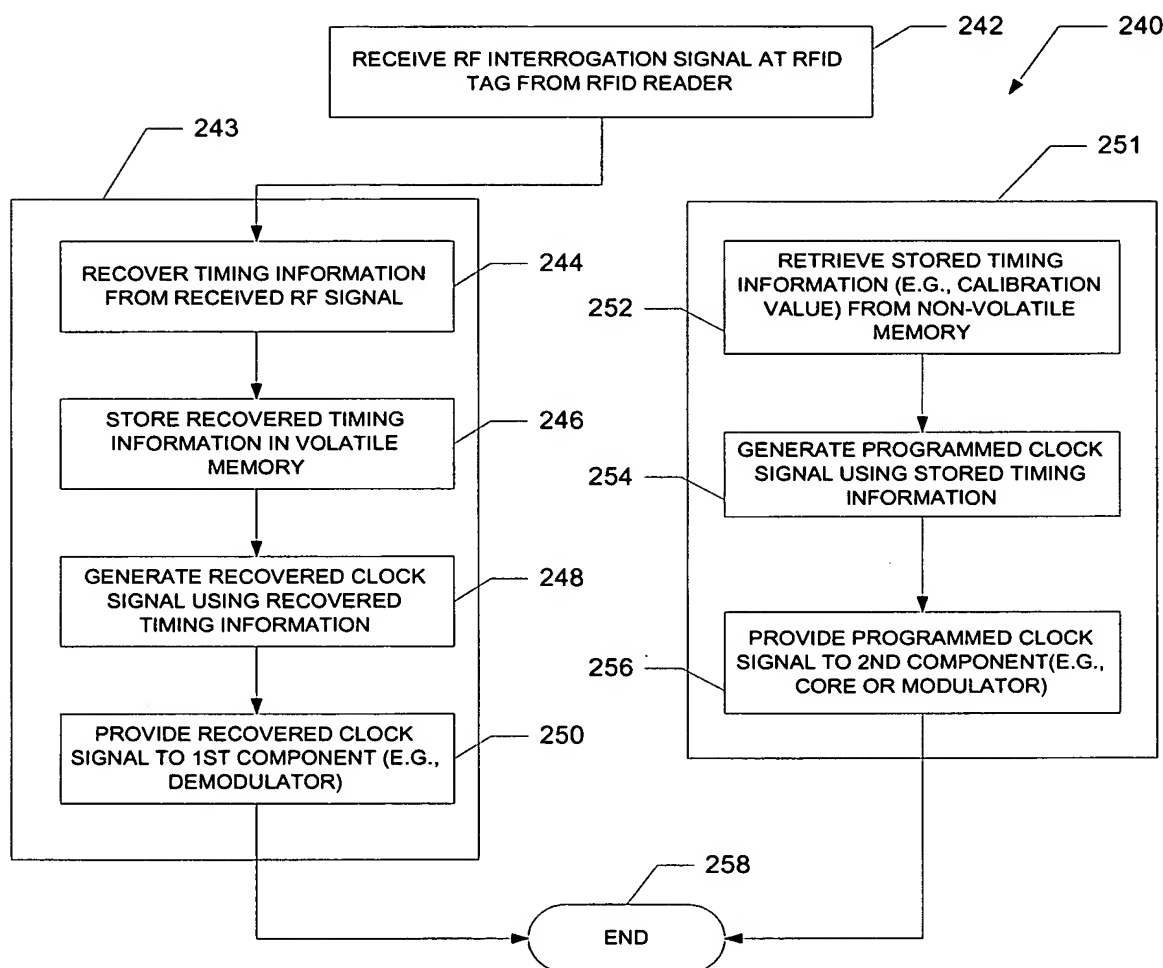 242
240
RECEIVE RF INTERROGATION SIGNAL AT RFID
TAG FROM RFID READER
243
251
RECOVER TIMING INFORMATION
FROM RECEIVED RF SIGNAL
244
STORE RECOVERED TIMING
INFORMATION IN VOLATILE
MEMORY
246
GENERATE RECOVERED CLOCK
SIGNAL USING RECOVERED
TIMING INFORMATION
248
PROVIDE RECOVERED CLOCK
SIGNAL TO 1ST COMPONENT (E.G.,
DEMODULATOR)
250
RETRIEVE STORED TIMING
INFORMATION (E.G., CALIBRATION
VALUE) FROM NON-VOLATILE
MEMORY
252
GENERATE PROGRAMMED CLOCK
SIGNAL USING STORED TIMING
INFORMATION
254
PROVIDE PROGRAMMED CLOCK
SIGNAL TO 2ND COMPONENT(E.G.,
CORE OR MODULATOR)
256
258
END